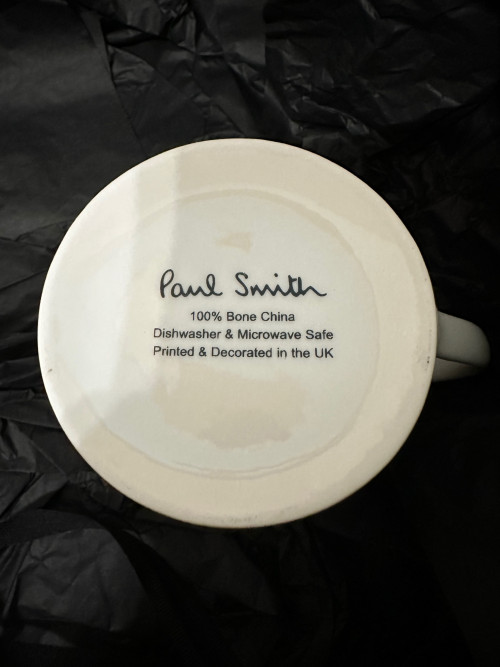 Paul Smith
100% Bone China
Dishwasher & Microwave Safe
Printed & Decorated in the UK